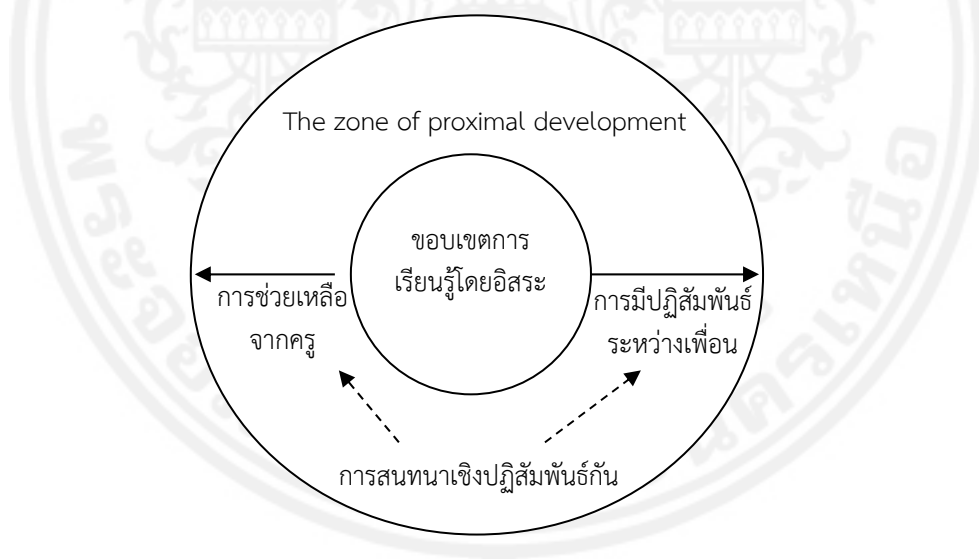 The zone of proximal development
ขอบเขตการ
เรียนรู้โดยอิสระ
การช่วยเหลือ
จากครู
การมีปฏิสัมพันธ์
ระหว่างเพื่อน
การสนทนาเชิงปฏิสัมพันธ์กัน